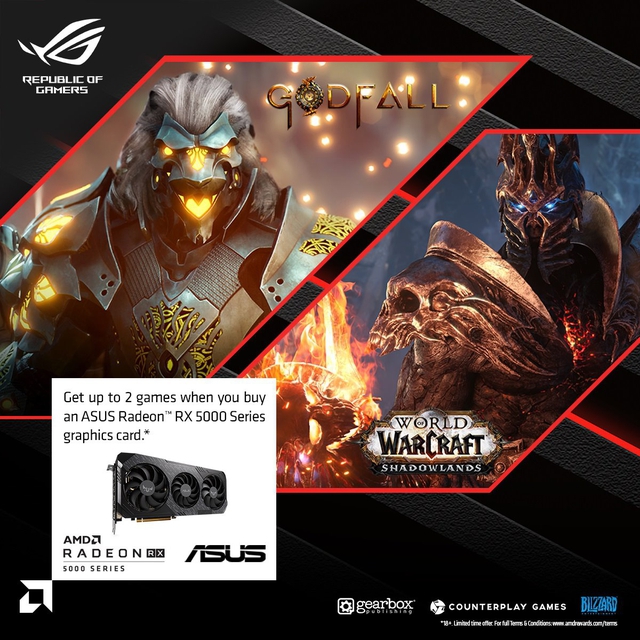 REPUBLIC OF
GAMERS
GODFALL
WORLD
OF
WARCRAFT
SHADOWLANDS
Get up to 2 games when you buy
an ASUS Radeon™ RX 5000 Series
graphics card.*
AMD
RADEON RX
5000 SERIES
ASUS
gearbox
publishing
COUNTERPLAY GAMES
BLIZZARD
ENTERTAINMENT
*18+. Limited time offer. For full Terms & Conditions: www.amdrewards.com/terms